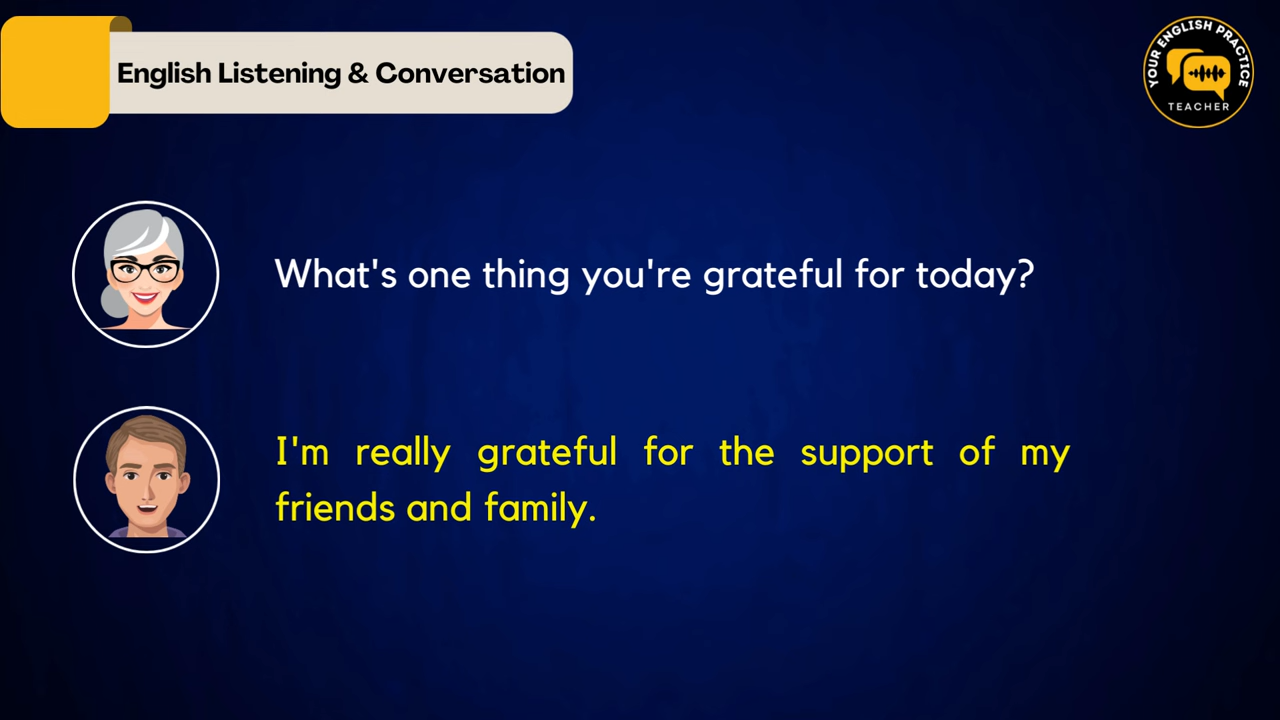 English Listening & Conversation
YOUR ENGLISH PRACTICE
TEACHER
What's one thing you're grateful for today?
I'm really grateful for the support of my
friends and family.